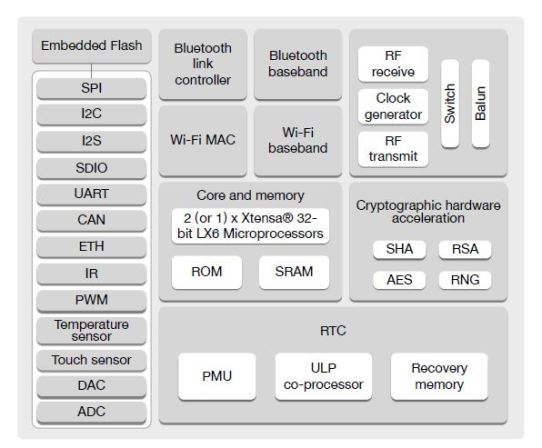 Embedded Flash
SPI
I2C
I2S
SDIO
UART
CAN
ETH
IR
PWM
Temperature
sensor
Touch sensor
DAC
ADC
Bluetooth
link
controller
Bluetooth
baseband
Wi-Fi MAC
Wi-Fi
baseband
RF
receive
Clock
generator
RF
transmit
Switch
Balun
Core and memory
2 (or 1) x Xtensa® 32-
bit LX6 Microprocessors
ROM
SRAM
Cryptographic hardware
acceleration
SHA
RSA
AES
RNG
RTC
PMU
ULP
co-processor
Recovery
memory